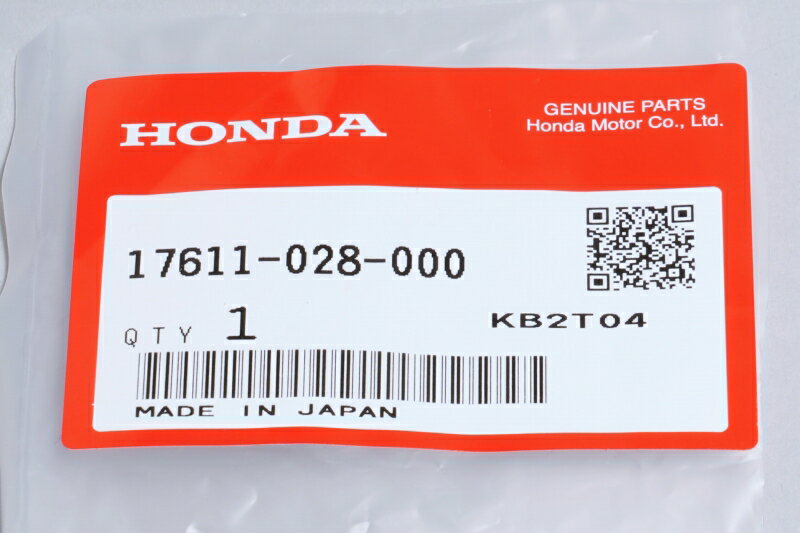 HONDA
GENUINE PARTS
Honda Motor Co., Ltd.
17611-028-000
QTY 1
KB2T04
MADE IN JAPAN